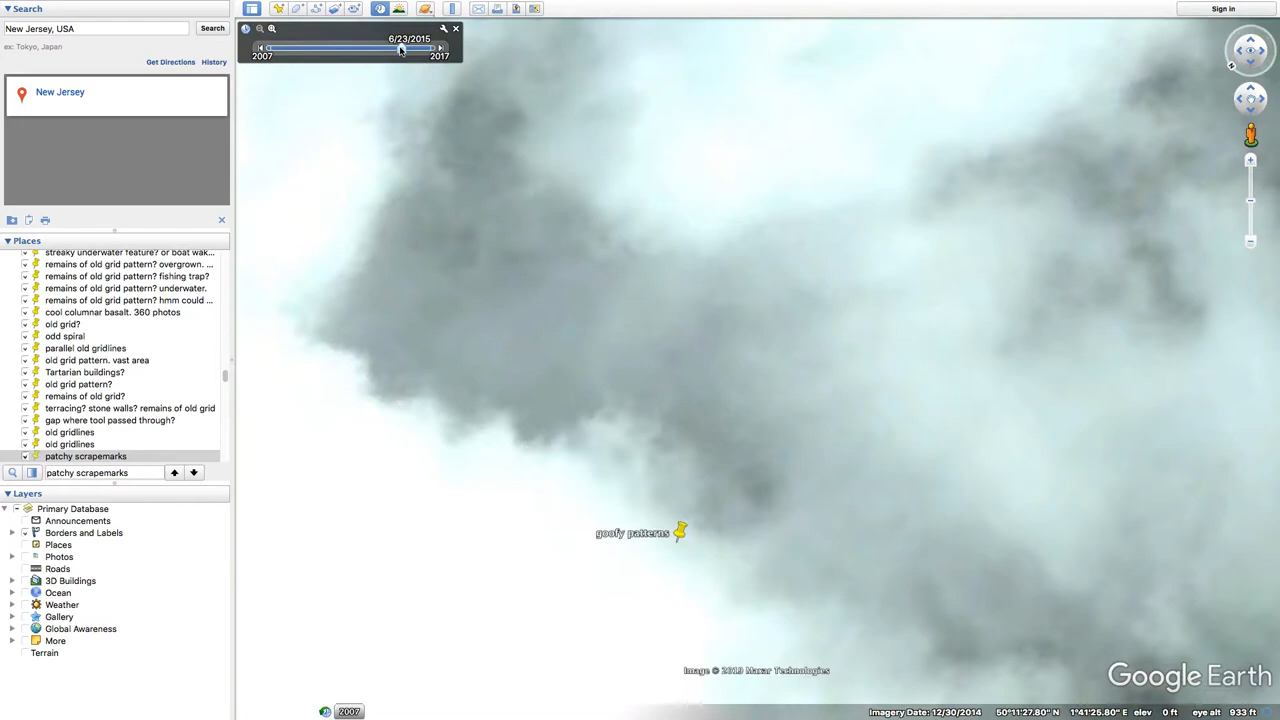 Search
New Jersey, USA
Search
ex: Tokyo, Japan
Get Directions
History
New Jersey
Places
streaky underwater feature? or boat wak...
remains of old grid pattern? overgrown. ...
remains of old grid pattern? fishing trap?
remains of old grid pattern? underwater.
remains of old grid pattern? hmm could ...
cool columnar basalt. 360 photos
old grid?
odd spiral
parallel old gridlines
old grid pattern. vast area
Tartarian buildings?
old grid pattern?
remains of old grid?
terracing? stone walls? remains of old grid
gap where tool passed through?
old gridlines
old gridlines
patchy scrapemarks
patchy scrapemarks
Layers
Primary Database
Announcements
Borders and Labels
Places
Photos
Roads
3D Buildings
Ocean
Weather
Gallery
Global Awareness
More
Terrain
Sign in
6/23/2015
2007
2017
N
goofy patterns
Image © 2019 Maxar Technologies
Google Earth
2007
Imagery Date: 12/30/2014 50°11'27.80" N 1°41'25.80" E elev 0 ft eye alt 933 ft